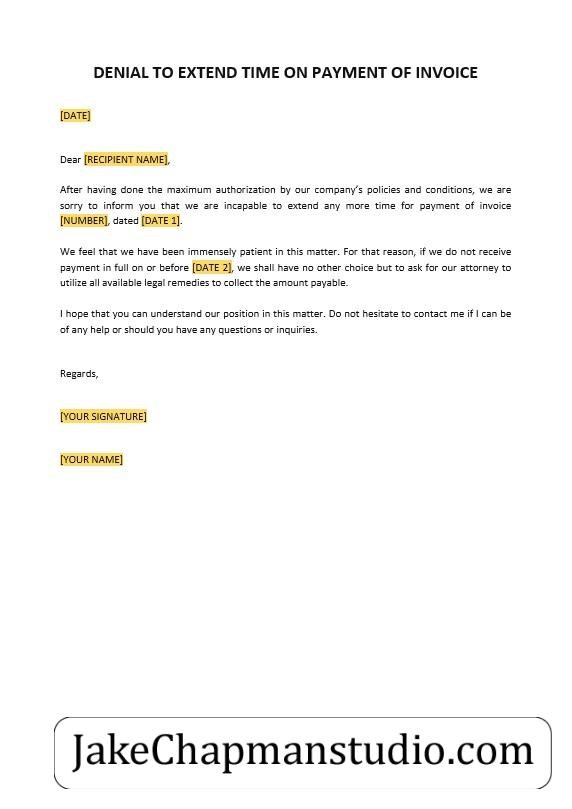 DENIAL TO EXTEND TIME ON PAYMENT OF INVOICE
[DATE]
Dear [RECIPIENT NAME],
After having done the maximum authorization by our company's policies and conditions, we are
sorry to inform you that we are incapable to extend any more time for payment of invoice
[NUMBER], dated [DATE 1].
We feel that we have been immensely patient in this matter. For that reason, if we do not receive
payment in full on or before [DATE 2], we shall have no other choice but to ask for our attorney to
utilize all available legal remedies to collect the amount payable.
I hope that you can understand our position in this matter. Do not hesitate to contact me if I can be
of any help or should you have any questions or inquiries.
Regards,
[YOUR SIGNATURE]
[YOUR NAME]
JakeChapmanstudio.com